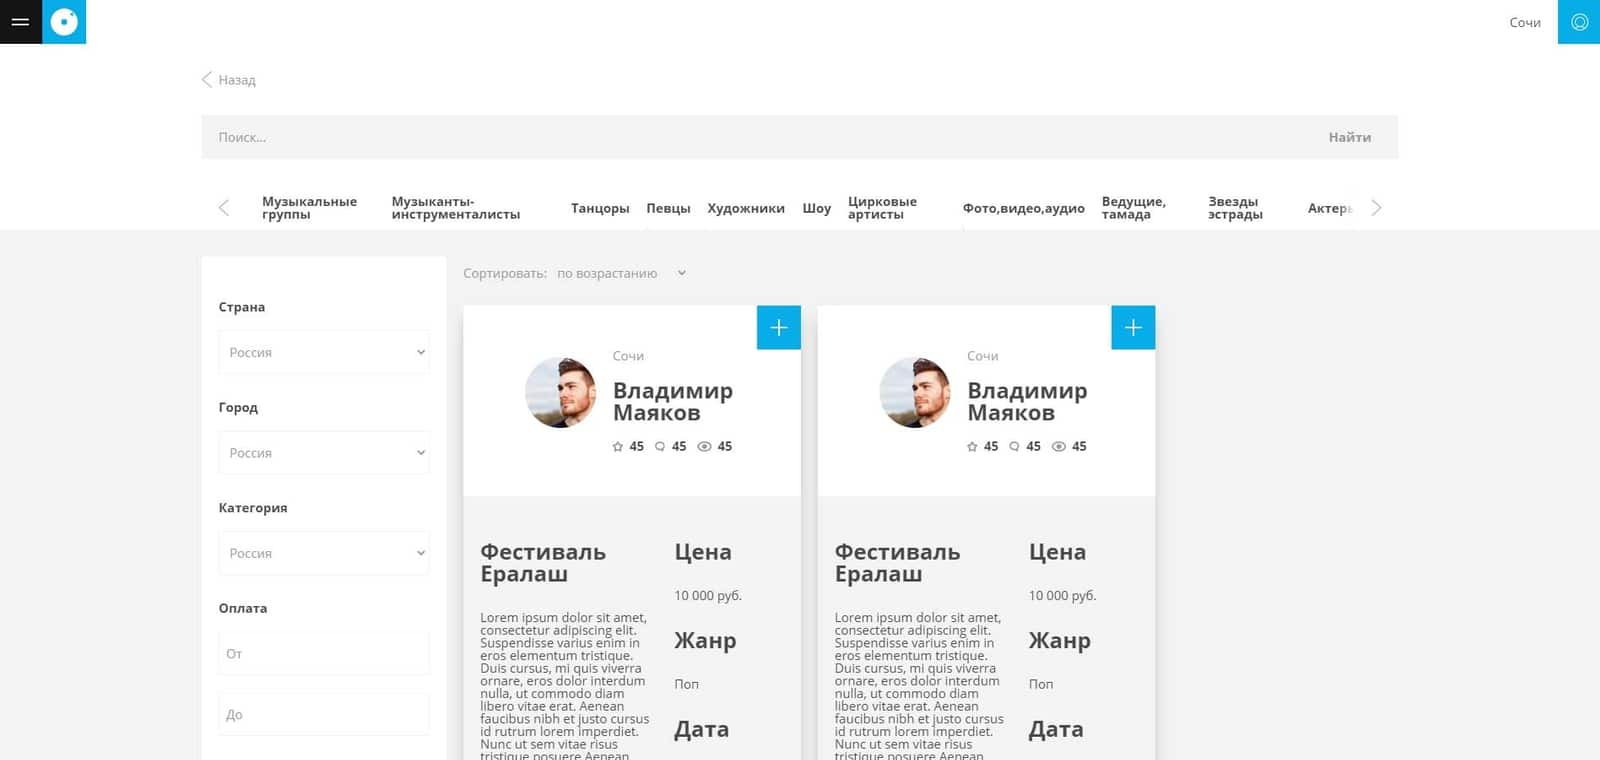 Сочи
Назад
Поиск...
Найти
Музыкальные
группы
Музыканты-
инструменталисты
Танцоры
Певцы
Художники
Шоу
Цирковые
артисты
Фото,видео,аудио
Ведущие,
тамада
Звезды
эстрады
Актеры
Страна
Россия
Город
Россия
Категория
Россия
Оплата
От
До
Сортировать: по возрастанию
Сочи
Владимир
Маяков
45 45 45
Фестиваль
Ералаш
Lorem ipsum dolor sit amet,
consectetur adipiscing elit.
Suspendisse varius enim in
eros elementum tristique.
Duis cursus, mi quis viverra
ornare, eros dolor interdum
nulla, ut commodo diam
libero vitae erat. Aenean
faucibus nibh et justo cursus
id rutrum lorem imperdiet.
Nunc ut sem vitae risus
tristique posuere Aenean
Цена
10 000 руб.
Жанр
Поп
Дата
Сочи
Владимир
Маяков
45 45 45
Фестиваль
Ералаш
Lorem ipsum dolor sit amet,
consectetur adipiscing elit.
Suspendisse varius enim in
eros elementum tristique.
Duis cursus, mi quis viverra
ornare, eros dolor interdum
nulla, ut commodo diam
libero vitae erat. Aenean
faucibus nibh et justo cursus
id rutrum lorem imperdiet.
Nunc ut sem vitae risus
tristique posuere Aenean
Цена
10 000 руб.
Жанр
Поп
Дата